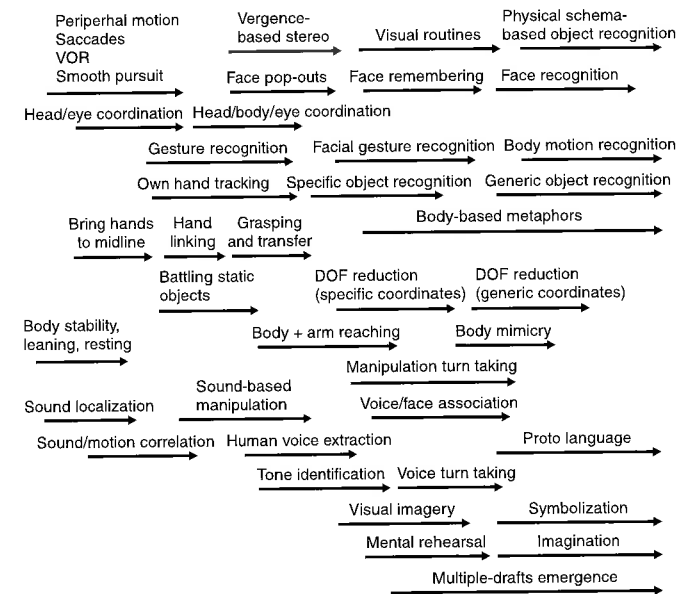 Periperhal motion
Saccades
VOR
Smooth pursuit
Vergence-
based stereo
Visual routines
Physical schema-
based object recognition
Face pop-outs
Face remembering
Face recognition
Head/eye coordination
Head/body/eye coordination
Gesture recognition
Facial gesture recognition
Body motion recognition
Own hand tracking
Specific object recognition
Generic object recognition
Bring hands
to midline
Hand
linking
Grasping
and transfer
Body-based metaphors
Battling static
objects
DOF reduction
(specific coordinates)
DOF reduction
(generic coordinates)
Body stability,
leaning, resting
Body + arm reaching
Body mimicry
Manipulation turn taking
Sound-based
manipulation
Sound localization
Voice/face association
Sound/motion correlation
Human voice extraction
Proto language
Tone identification
Voice turn taking
Visual imagery
Symbolization
Mental rehearsal
Imagination
Multiple-drafts emergence